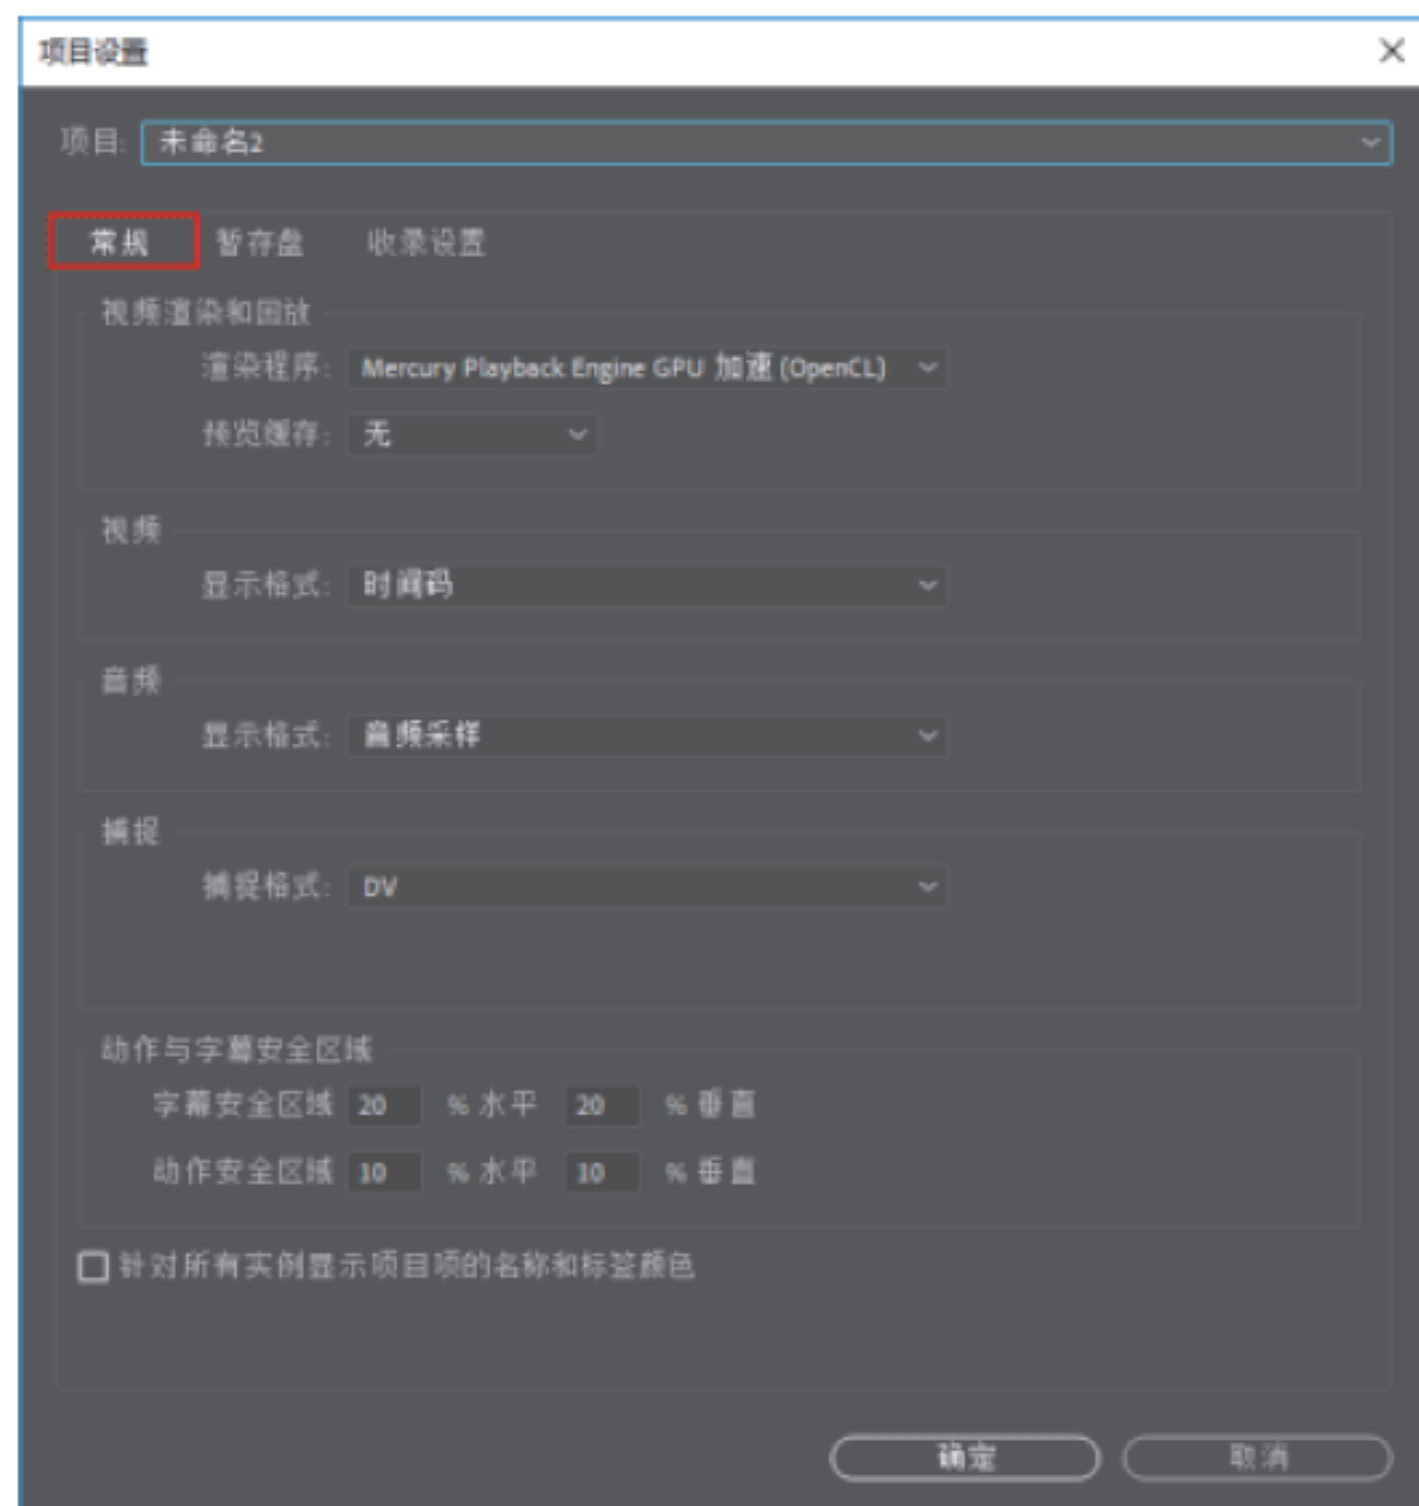 项目设置
项目: 未命名2
常规 暂存盘 收录设置
视频渲染和回放
渲染程序: Mercury Playback Engine GPU 加速 (OpenCL)
预览缓存: 无
视频
显示格式: 时间码
音频
显示格式: 音频采样
捕捉
捕捉格式: DV
动作与字幕安全区域
字幕安全区域 20 % 水平 20 % 垂直
动作安全区域 10 % 水平 10 % 垂直
针对所有实例显示项目项的名称和标签颜色
确定 取消